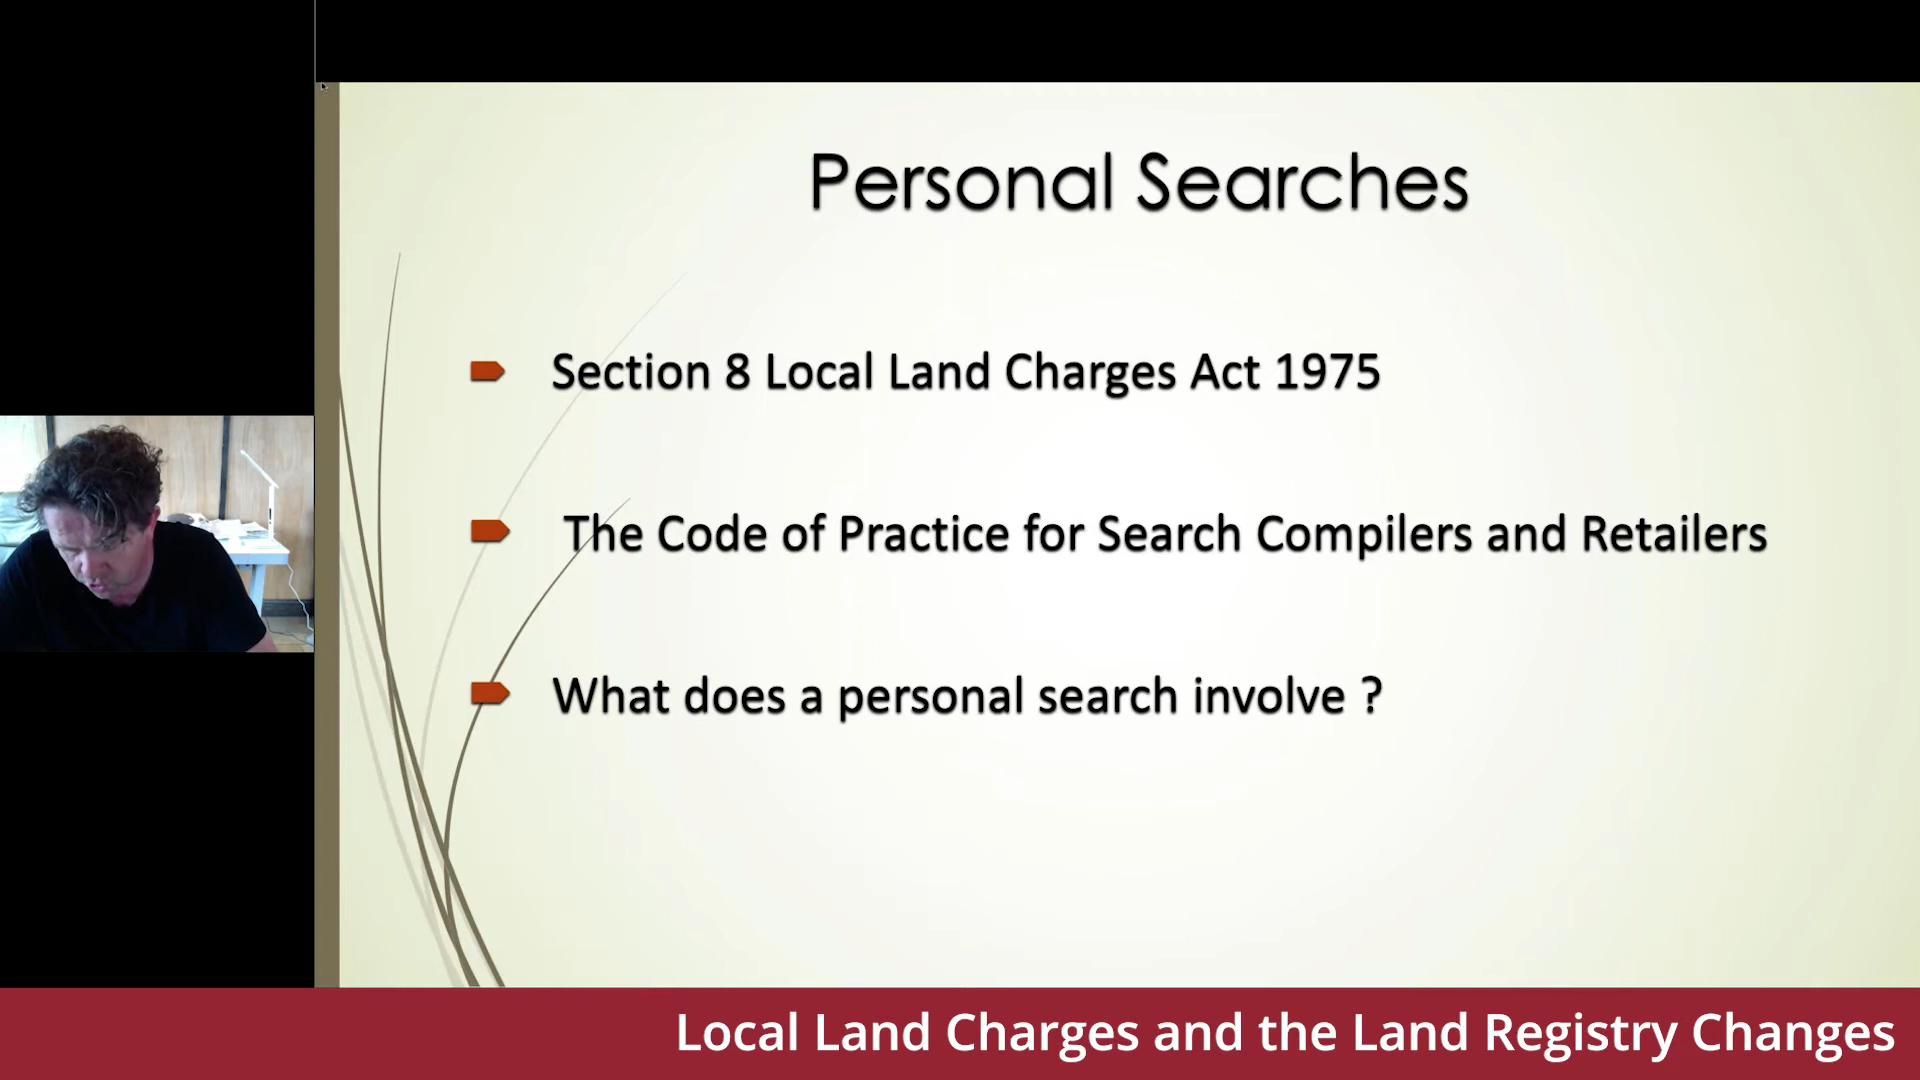 Personal Searches
Section 8 Local Land Charges Act 1975
The Code of Practice for Search Compilers and Retailers
What does a personal search involve ?
Local Land Charges and the Land Registry Changes